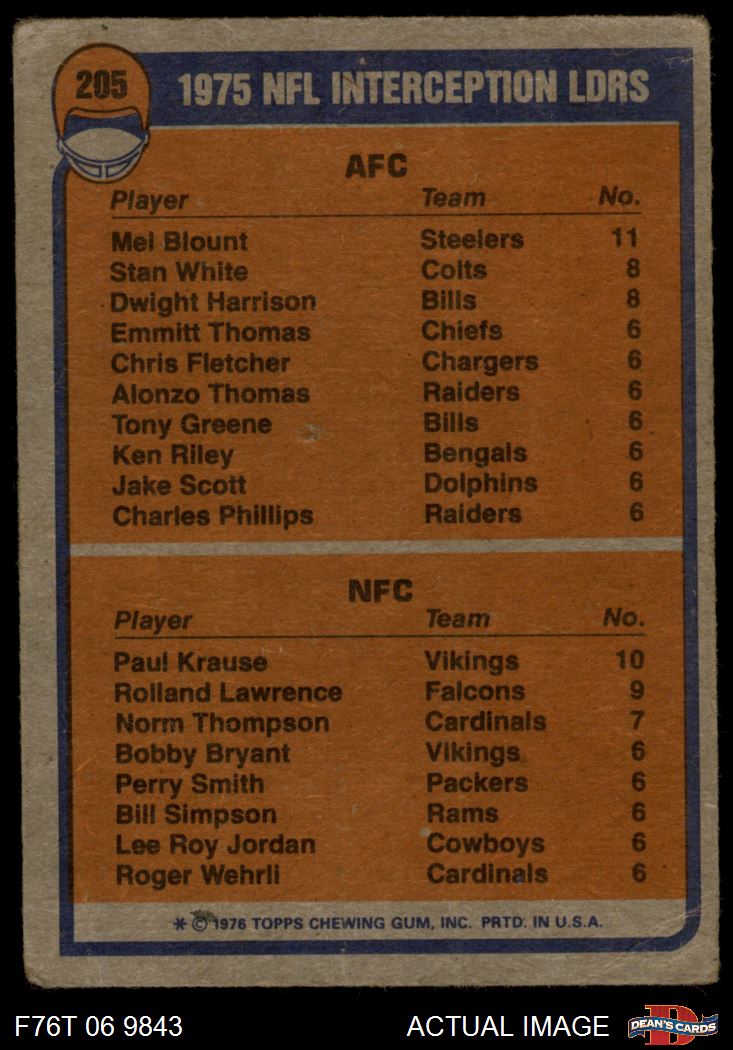 205
1975 NFL INTERCEPTION LDRS
AFC
Player Team No.
Mel Blount Steelers 11
Stan White Colts 8
Dwight Harrison Bills 8
Emmitt Thomas Chiefs 6
Chris Fletcher Chargers 6
Alonzo Thomas Raiders 6
Tony Greene Bills 6
Ken Riley Bengals 6
Jake Scott Dolphins 6
Charles Phillips Raiders 6
NFC
Player Team No.
Paul Krause Vikings 10
Rolland Lawrence Falcons 9
Norm Thompson Cardinals 7
Bobby Bryant Vikings 6
Perry Smith Packers 6
Bill Simpson Rams 6
Lee Roy Jordan Cowboys 6
Roger Wehrli Cardinals 6
* © 1976 TOPPS CHEWING GUM, INC. PRTD. IN U.S.A.
F76T 06 9843 ACTUAL IMAGE D DEAN'S CARDS